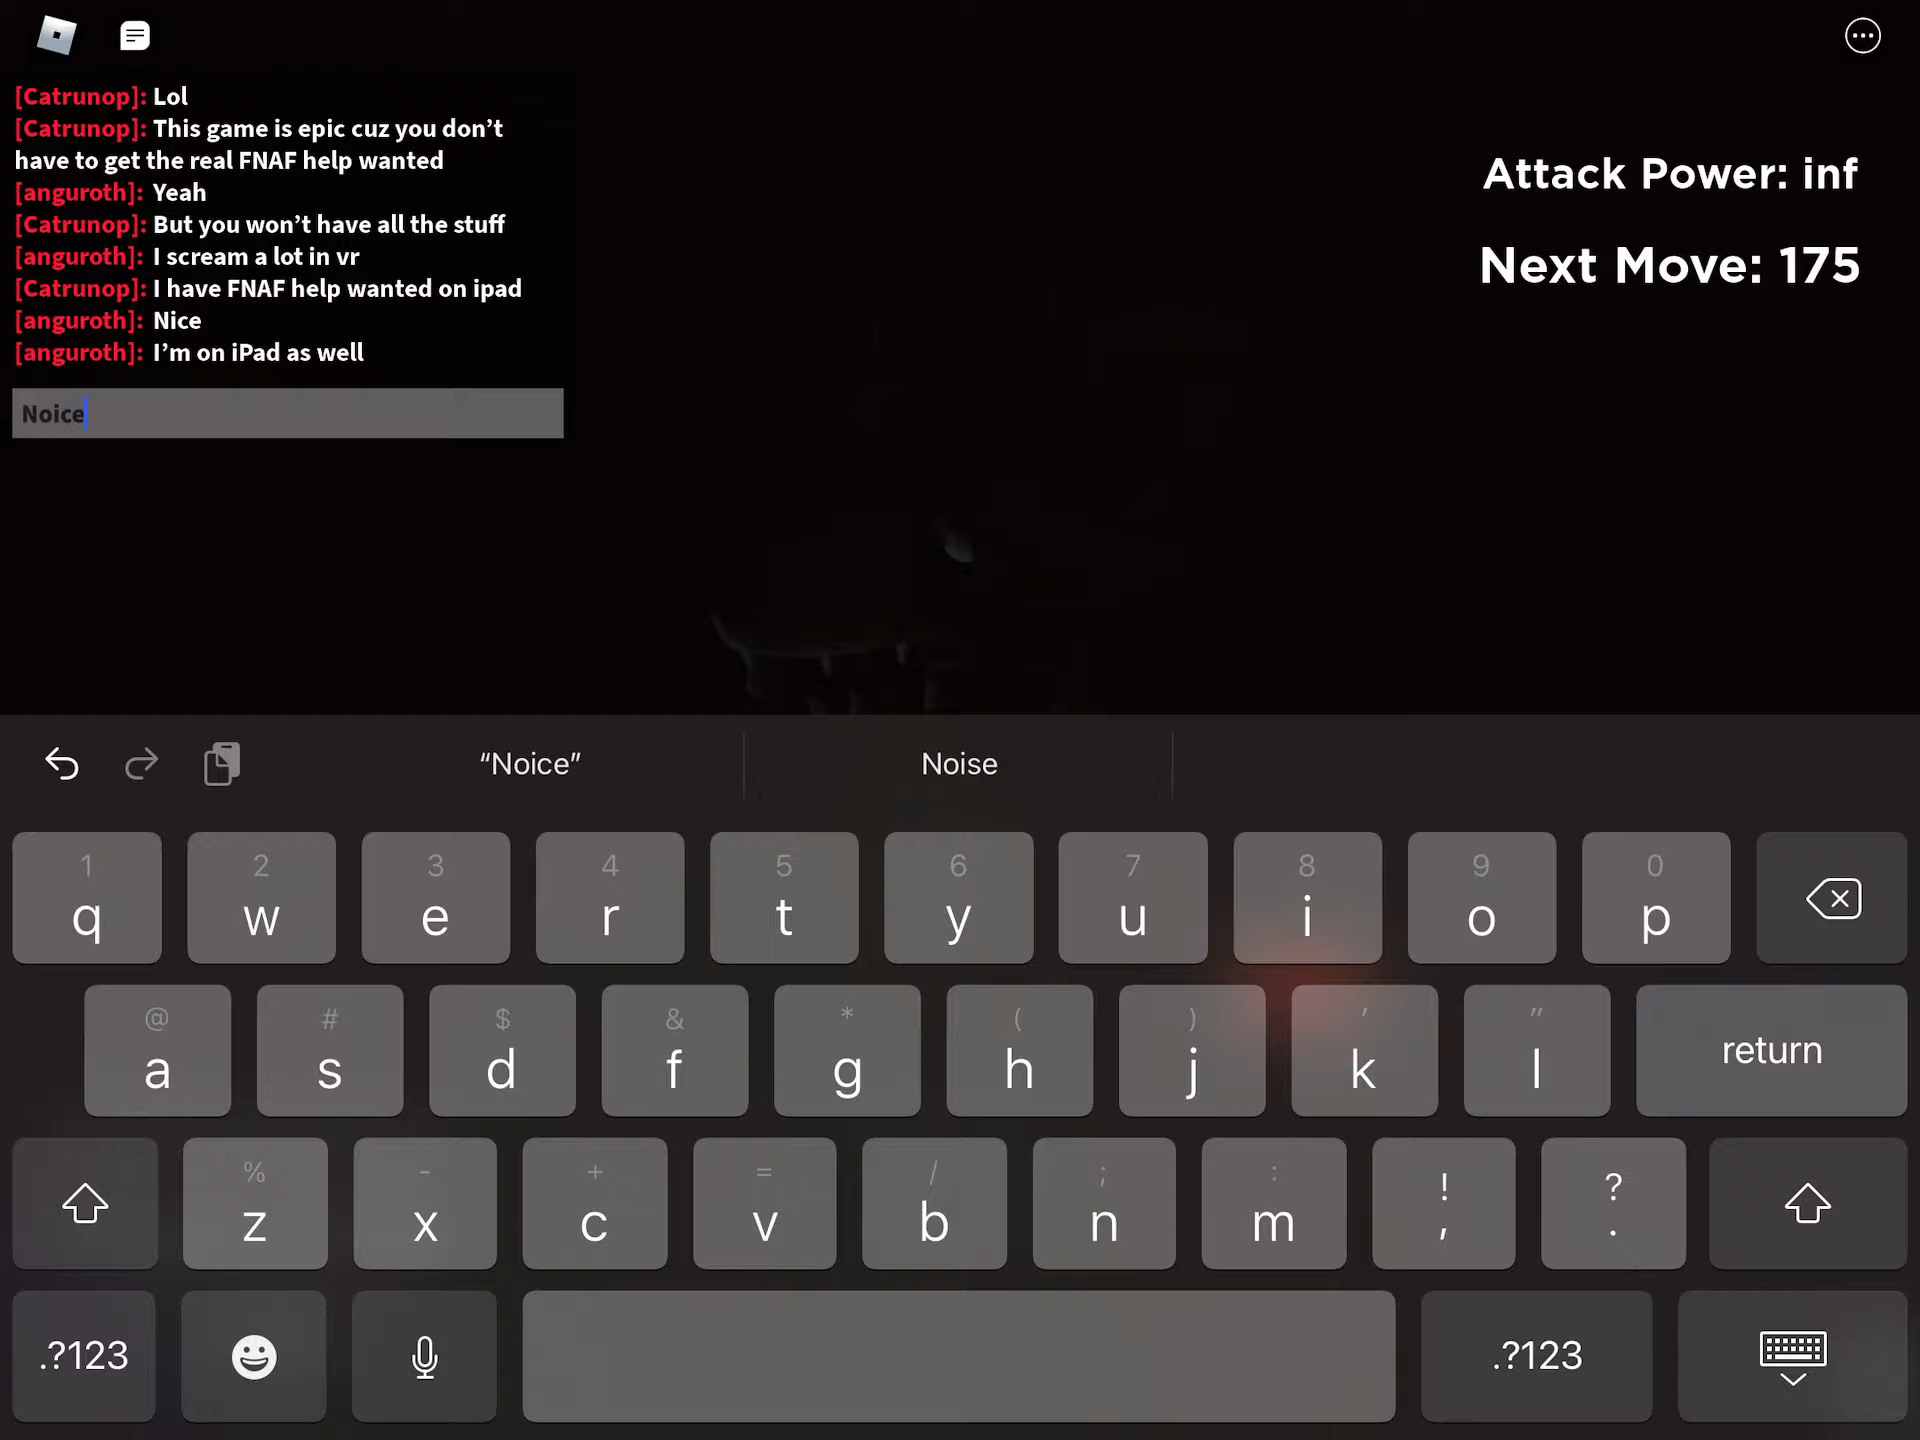 [Catrunop]: Lol
[Catrunop]: This game is epic cuz you don’t
have to get the real FNAF help wanted
[anguroth]: Yeah
[Catrunop]: But you won’t have all the stuff
[anguroth]: I scream a lot in vr
[Catrunop]: I have FNAF help wanted on ipad
[anguroth]: Nice
[anguroth]: I’m on iPad as well
Noice
Attack Power: inf
Next Move: 175
“Noice” Noise
1 2 3 4 5 6 7 8 9 0
q w e r t y u i o p
@ # $ & * ( ) ' "
a s d f g h j k l return
% - + = / ; : ! ?
z x c v b n m , .
.?123 .?123